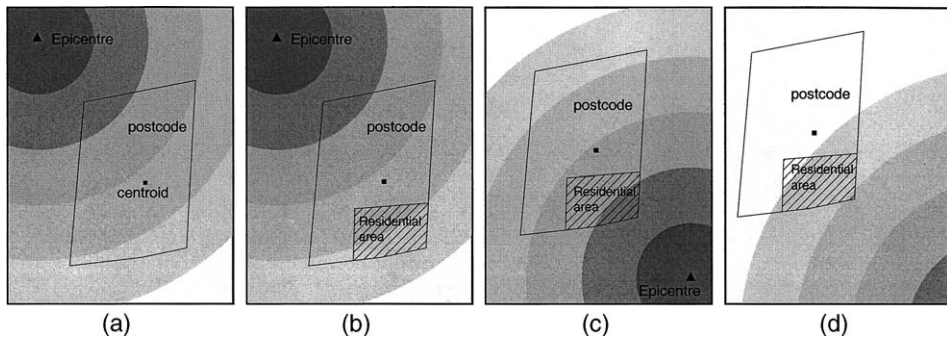 Epicentre
postcode
centroid
(a)
Epicentre
postcode
Residential
area
(b)
postcode
Residential
area
Epicentre
(c)
postcode
Residential
area
(d)